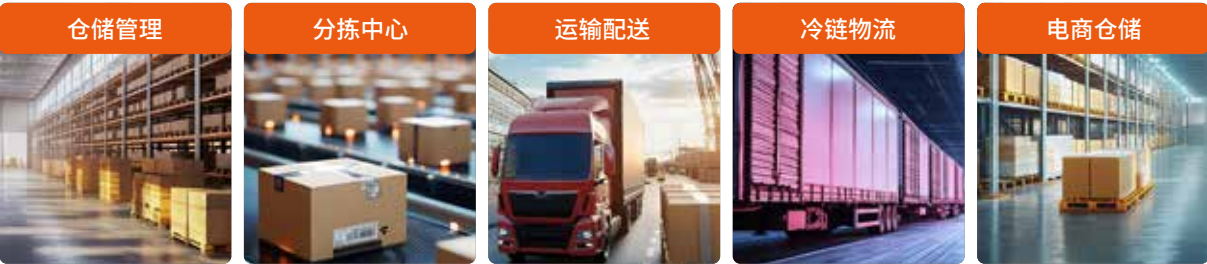 仓储管理
分拣中心
运输配送
冷链物流
电商仓储